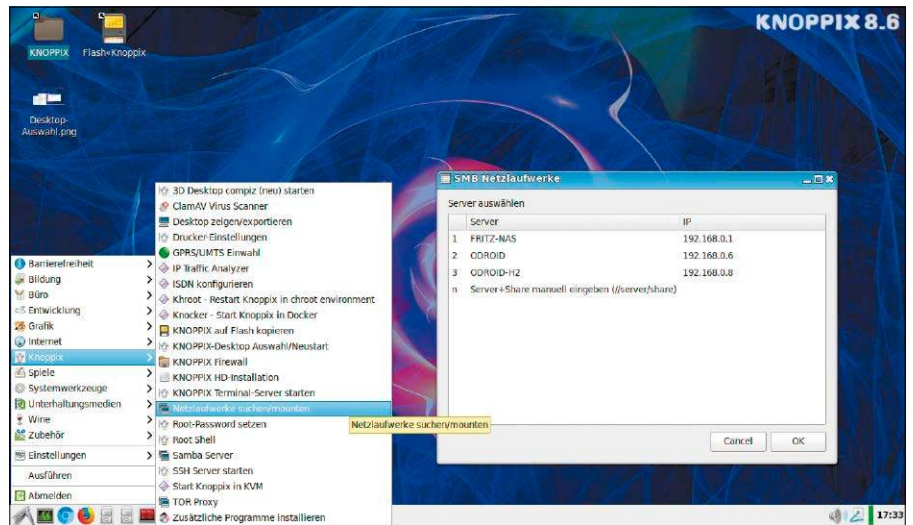 KNOPPIX 8.6
KNOPPIX
Flash«Knoppix
Desktop-
Auswahl.png
3D Desktop compiz (neu) starten
ClamAV Virus Scanner
Desktop zeigen/exportieren
Drucker-Einstellungen
GPRS/UMTS Einwahl
IP Traffic Analyzer
ISDN konfigurieren
Khroot - Restart Knoppix in chroot environment
Knocker - Start Knoppix in Docker
KNOPPIX auf Flash kopieren
KNOPPIX-Desktop Auswahl/Neustart
KNOPPIX Firewall
KNOPPIX HD-Installation
KNOPPIX Terminal-Server starten
Netzlaufwerke suchen/mounten
Root-Password setzen
Root Shell
Samba Server
SSH Server starten
Start Knoppix in KVM
TOR Proxy
Zusätzliche Programme installieren
Netzlaufwerke suchen/mounten
Barrierefreiheit
Bildung
Büro
Entwicklung
Grafik
Internet
Knoppix
Spiele
Systemwerkzeuge
Unterhaltungsmedien
Wine
Zubehör
Einstellungen
Ausführen
Abmelden
SMB Netzlaufwerke
Server auswählen
Server IP
1 FRITZ-NAS 192.168.0.1
2 ODROID 192.168.0.6
3 ODROID-H2 192.168.0.8
n Server+Share manuell eingeben (//server/share)
Cancel OK
17:33